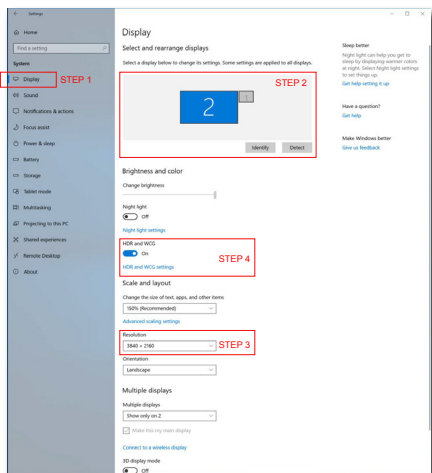 Settings
Home
Find a setting
System
Display
STEP 1
Sound
Notifications & actions
Focus assist
Power & sleep
Battery
Storage
Tablet mode
Multitasking
Projecting to this PC
Shared experiences
Remote Desktop
About
Display
Select and rearrange displays
Select a display below to change its settings. Some settings are applied to all displays.
STEP 2
2
1
Identify
Detect
Brightness and color
Change brightness
Night light
Off
Night light settings
HDR and WCG
On
STEP 4
HDR and WCG settings
Scale and layout
Change the size of text, apps, and other items
150% (Recommended)
Advanced scaling settings
Resolution
3840 × 2160
STEP 3
Orientation
Landscape
Multiple displays
Multiple displays
Show only on 2
Make this my main display
Connect to a wireless display
3D display mode
Off
Sleep better
Night light can help you get to
sleep by displaying warmer colors
at night. Select Night light settings
to set things up.
Get help setting it up
Have a question?
Get help
Make Windows better
Give us feedback